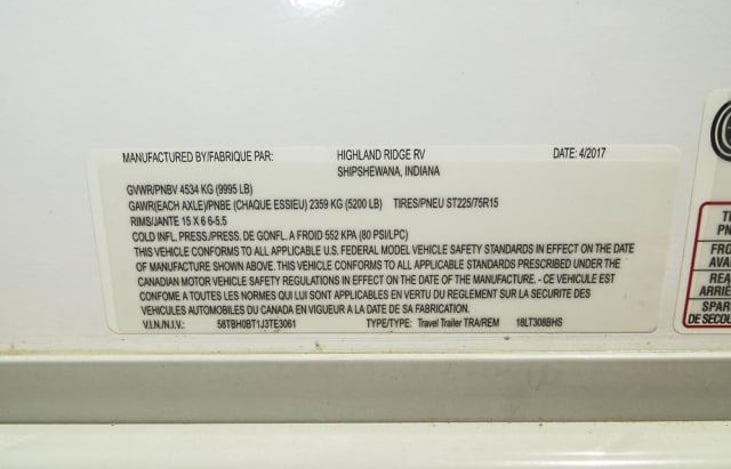 MANUFACTURED BY/FABRIQUE PAR: HIGHLAND RIDGE RV DATE: 4/2017
SHIPSHEWANA, INDIANA
GVWR/PNBV 4534 KG (9995 LB)
GAWR(EACH AXLE)/PNBE (CHAQUE ESSIEU) 2359 KG (5200 LB) TIRES/PNEU ST225/75R15
RIMS/JANTE 15 X 6 6-5.5
COLD INFL. PRESS./PRESS. DE GONFL. A FROID 552 KPA (80 PSI/LPC)
THIS VEHICLE CONFORMS TO ALL APPLICABLE U.S. FEDERAL MODEL VEHICLE SAFETY STANDARDS IN EFFECT ON THE DATE
OF MANUFACTURE SHOWN ABOVE. THIS VEHICLE CONFORMS TO ALL APPLICABLE STANDARDS PRESCRIBED UNDER THE
CANADIAN MOTOR VEHICLE SAFETY REGULATIONS IN EFFECT ON THE DATE OF THE MANUFACTURE. - CE VEHICULE EST
CONFOME A TOUTES LES NORMES QUI LUI SONT APPLICABLES EN VERTU DU REGLEMENT SUR LA SECURITE DES
VEHICULES AUTOMOBILES DU CANADA EN VIGUEUR A LA DATE DE SA FABRICATION.
V.I.N./N.I.V.: 58TBH0BT1J3TE3061 TYPE/TYPE: Travel Trailer TRA/REM 18LT308BHS